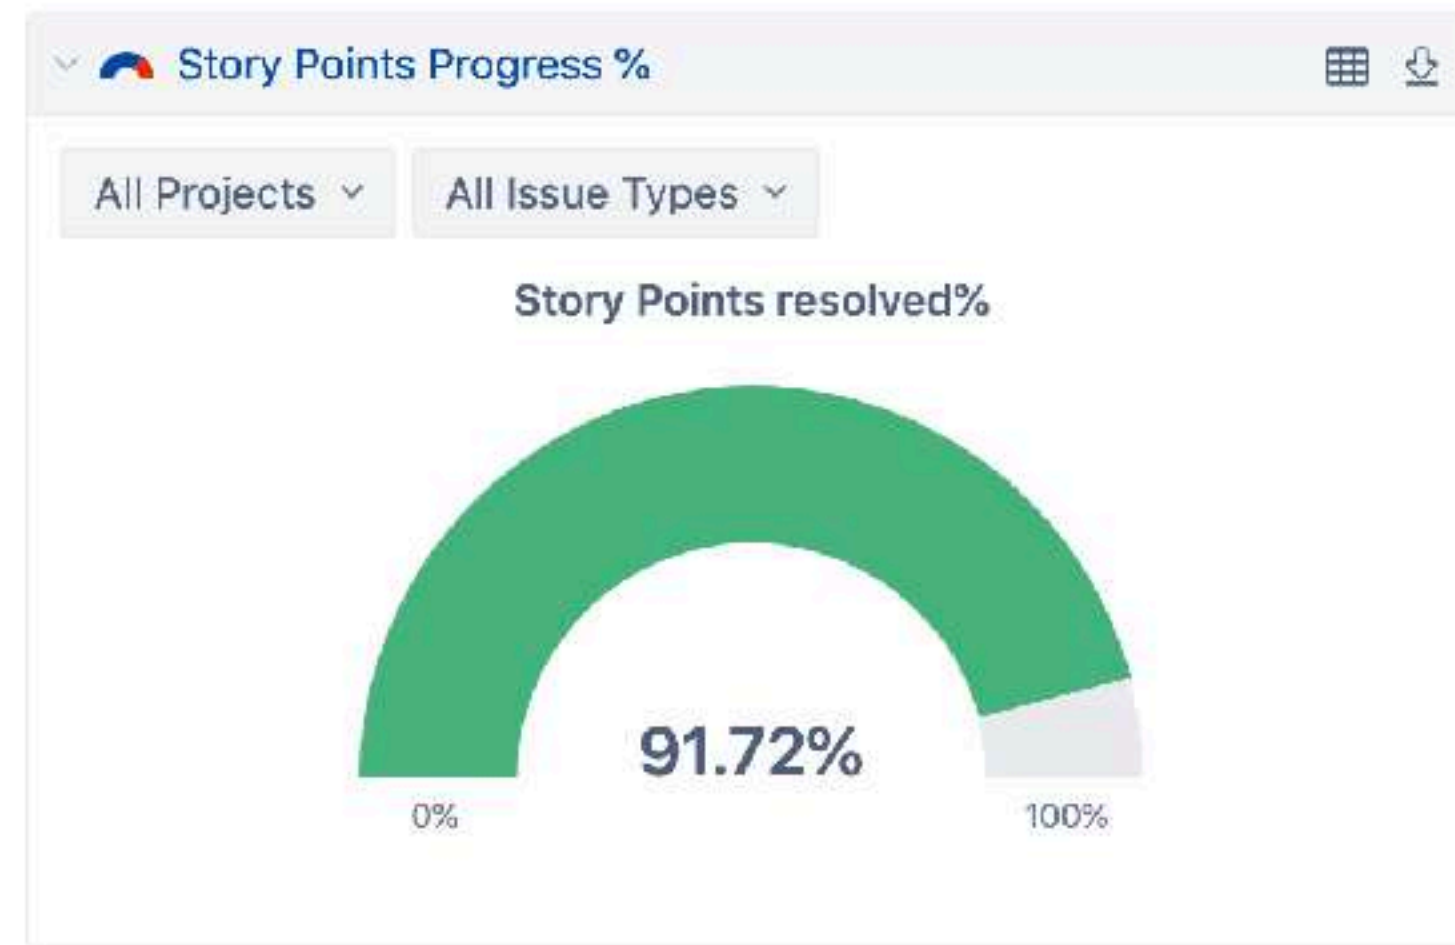 Story Points Progress %
All Projects All Issue Types
Story Points resolved%
91.72%
0% 100%